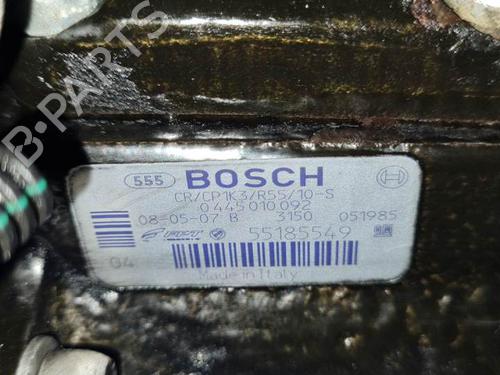 B-PARTS
555 BOSCH
CR/CP1K3/R55/10-S
0 445 010 092
08-05-07 B 3150 051985
55185549
04
Made in Italy